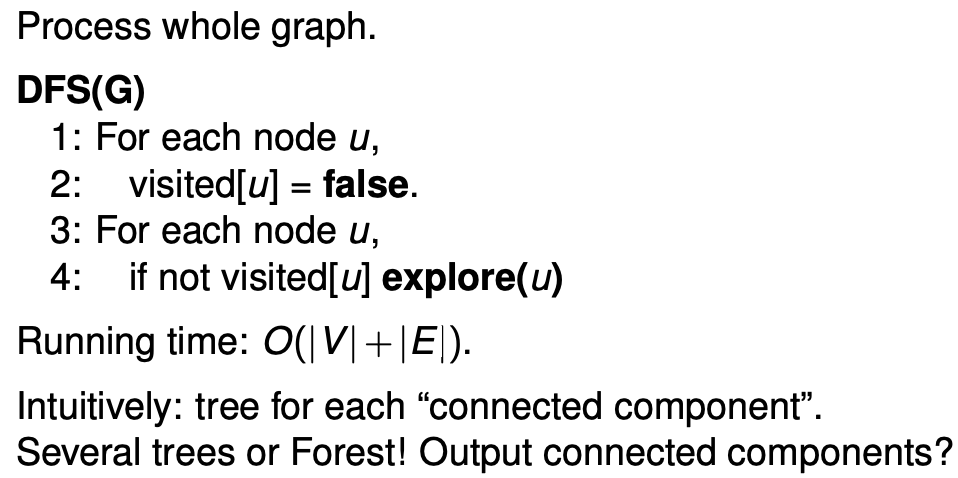 Process whole graph.
DFS(G)
1: For each node u,
2: visited[u] = false.
3: For each node u,
4: if not visited[u] explore(u)
Running time: O(|V|+|E|).
Intuitively: tree for each “connected component”.
Several trees or Forest! Output connected components?